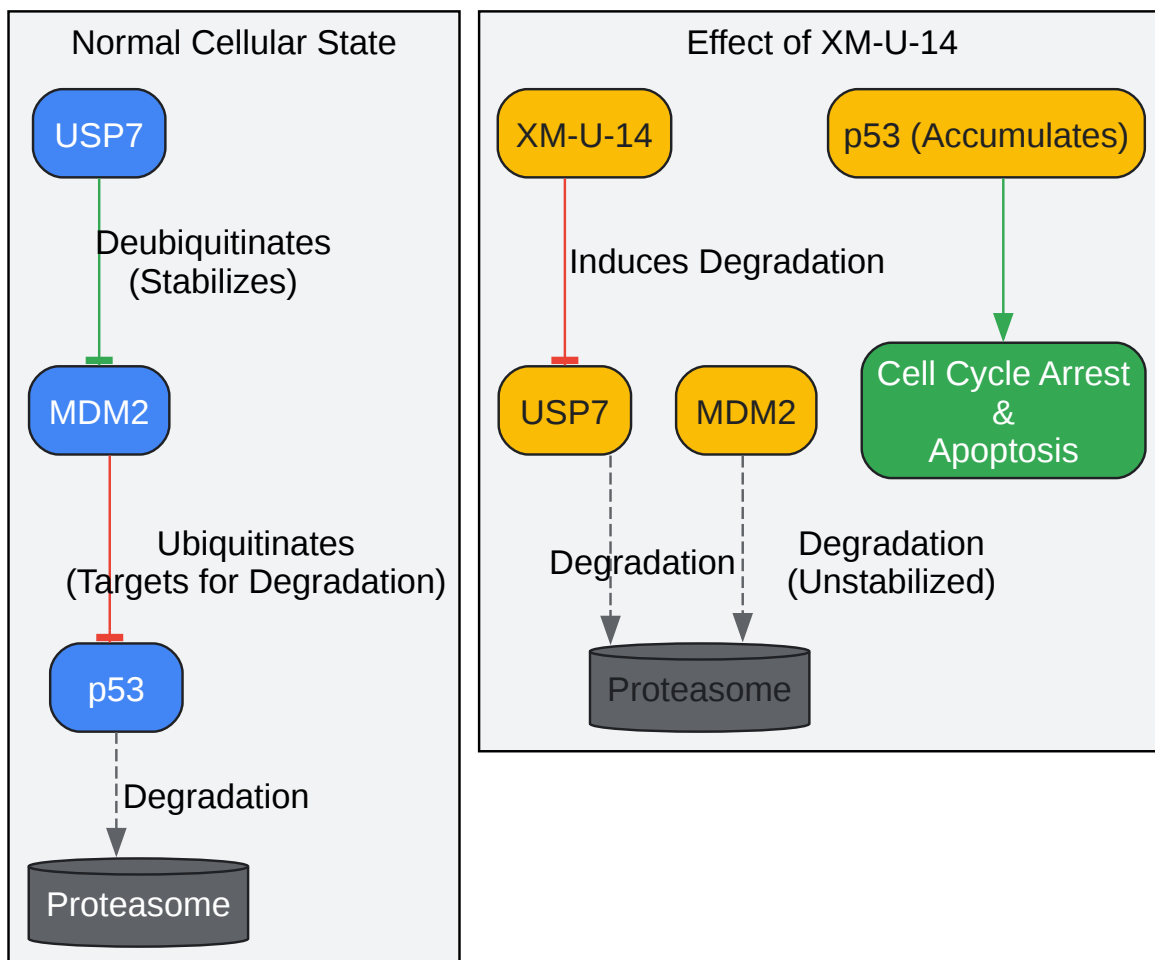 Normal Cellular State
USP7
Deubiquitinates
(Stabilizes)
MDM2
Ubiquitinates
(Targets for Degradation)
p53
Degradation
Proteasome
Effect of XM-U-14
XM-U-14
p53 (Accumulates)
Induces Degradation
USP7
MDM2
Cell Cycle Arrest
&
Apoptosis
Degradation
Degradation
(Unstabilized)
Proteasome